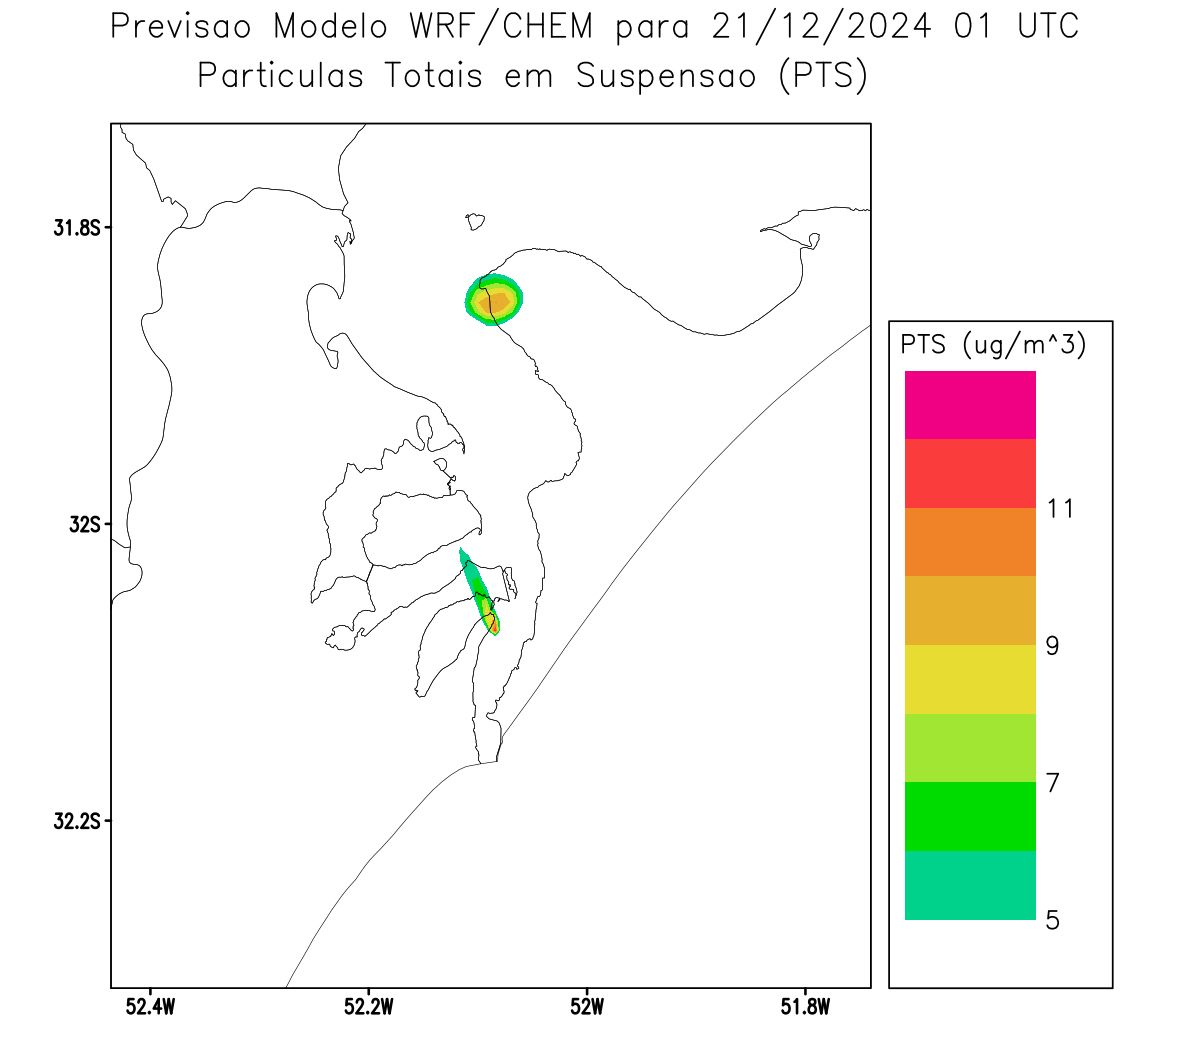 Previsao Modelo WRF/CHEM para 21/12/2024 01 UTC
Particulas Totais em Suspensao (PTS)
31.8S
32S
32.2S
52.4W
52.2W
52W
51.8W
PTS (ug/m^3)
11
9
7
5